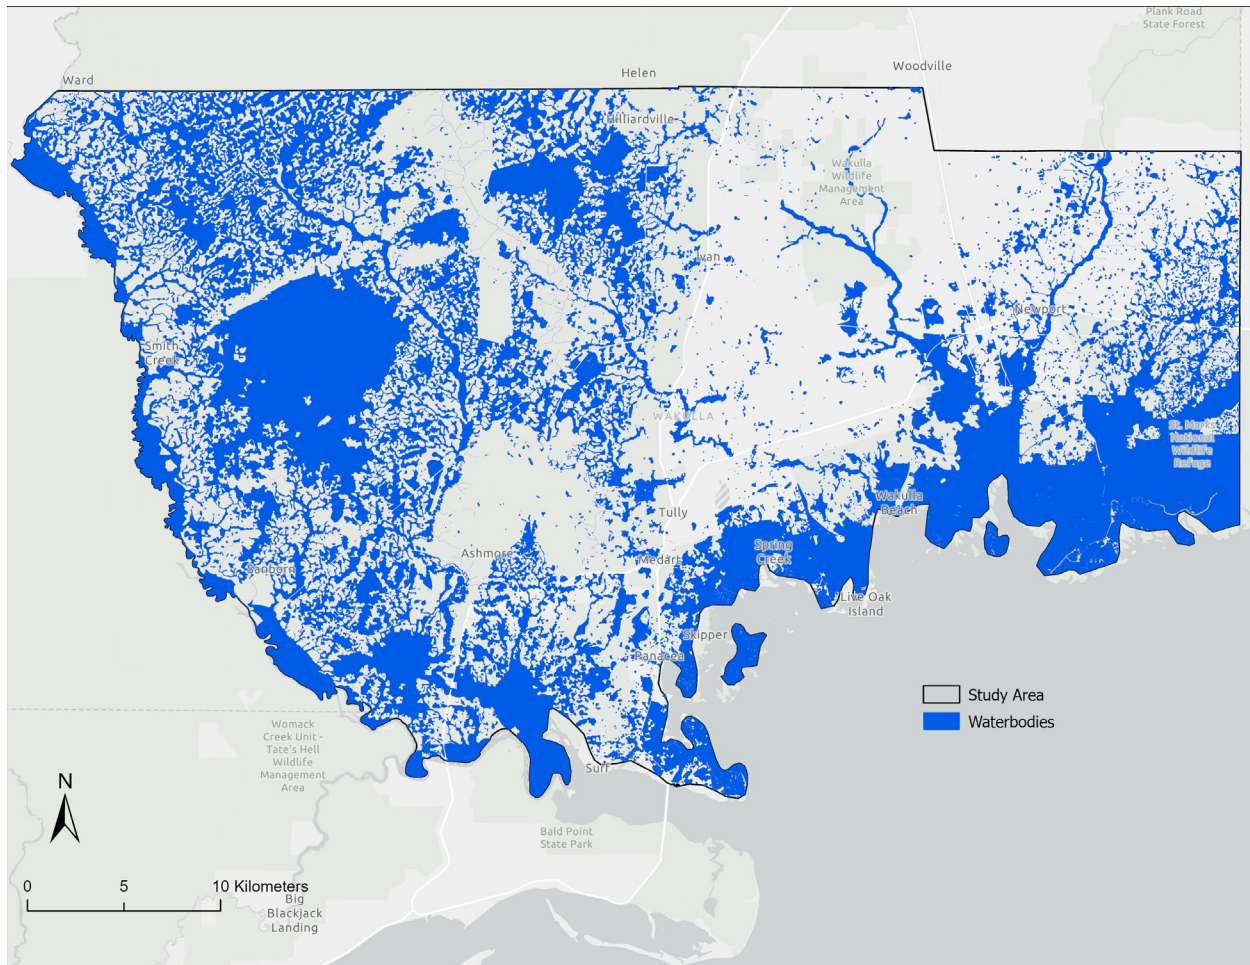 Plank Road
State Forest
Woodville
Helen
Ward
Hilliardville
Wakulla
Wildlife
Management
Area
Ivan
Newport
Smith
Creek
WAKULLA
St. Marks
National
Wildlife
Refuge
Wakulla
Beach
Tully
Spring
Creek
Ashmore
Medart
Sanborn
Live Oak
Island
Skipper
Panacea
Study Area
Waterbodies
Womack
Creek Unit -
Tate's Hell
Wildlife
Management
Area
Surf
N
Bald Point
State Park
0 5 10 Kilometers
Big
Blackjack
Landing